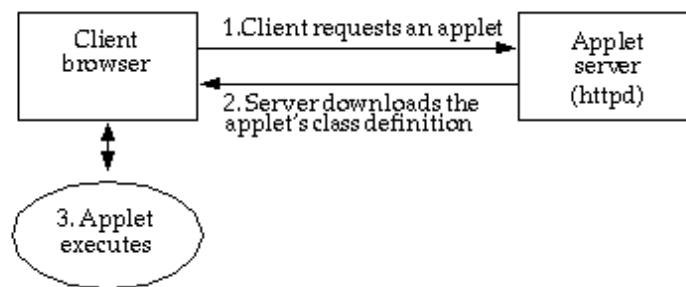 Client
browser
1.Client requests an applet
Applet
server
(httpd)
2. Server downloads the
applet's class definition
3. Applet
executes